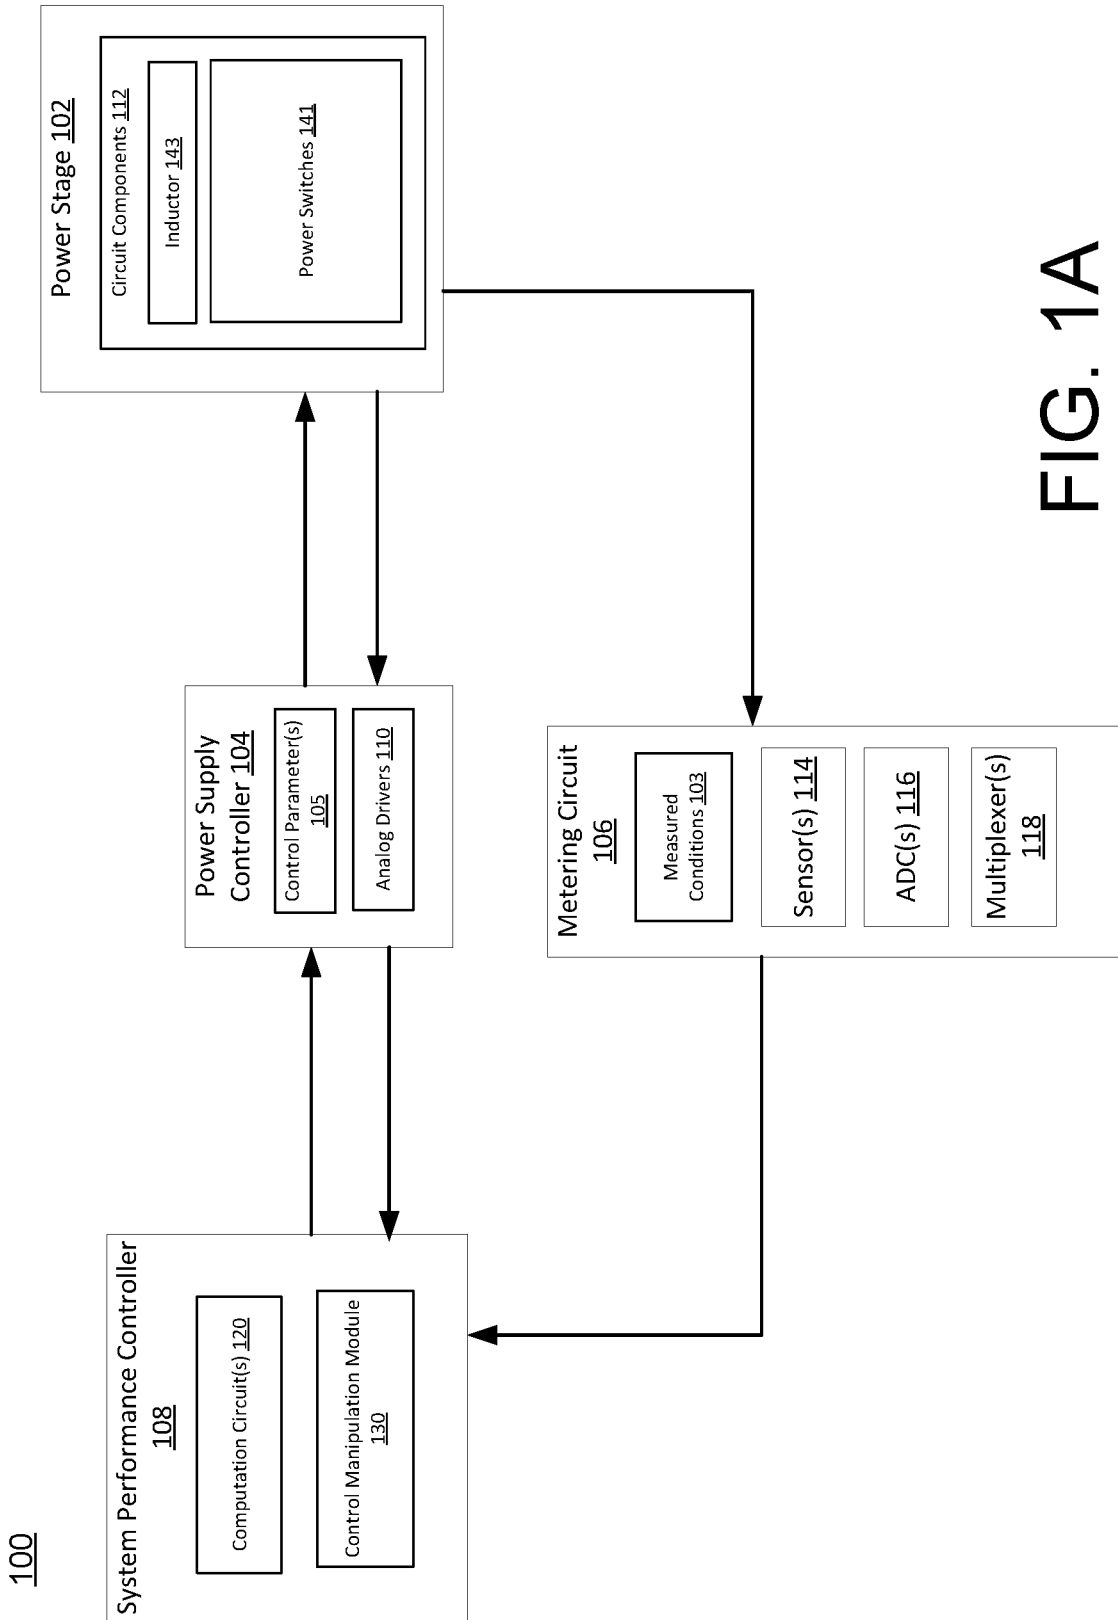 100
System Performance Controller
108
Computation Circuit(s) 120
Control Manipulation Module
130
Power Supply
Controller 104
Control Parameter(s)
105
Analog Drivers 110
Power Stage 102
Circuit Components 112
Inductor 143
Power Switches 141
Metering Circuit
106
Measured
Conditions 103
Sensor(s) 114
ADC(s) 116
Multiplexer(s)
118
FIG. 1A